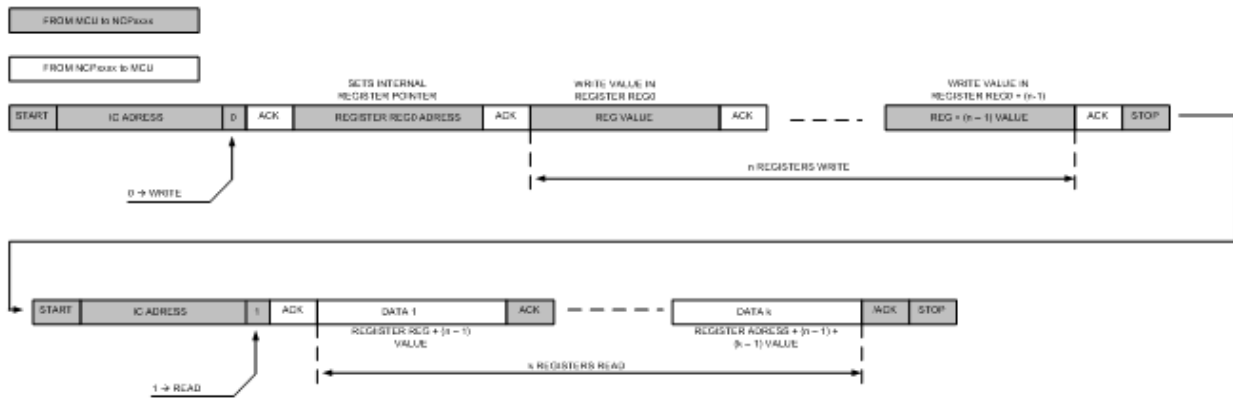 FROM MCU to NCPxxxx
FROM NCPxxxx to MCU
SETS INTERNAL
REGISTER POINTER
WRITE VALUE IN
REGISTER REG0
WRITE VALUE IN
REGISTER REG0 + (n-1)
START IC ADRESS 0 ACK REGISTER REG0 ADRESS ACK REG VALUE ACK REG + (n – 1) VALUE ACK STOP
n REGISTERS WRITE
0 → WRITE
START IC ADRESS 1 ACK DATA 1 ACK DATA k /ACK STOP
REGISTER REG + (n – 1)
VALUE
REGISTER ADRESS + (n – 1) +
(k – 1) VALUE
k REGISTERS READ
1 → READ